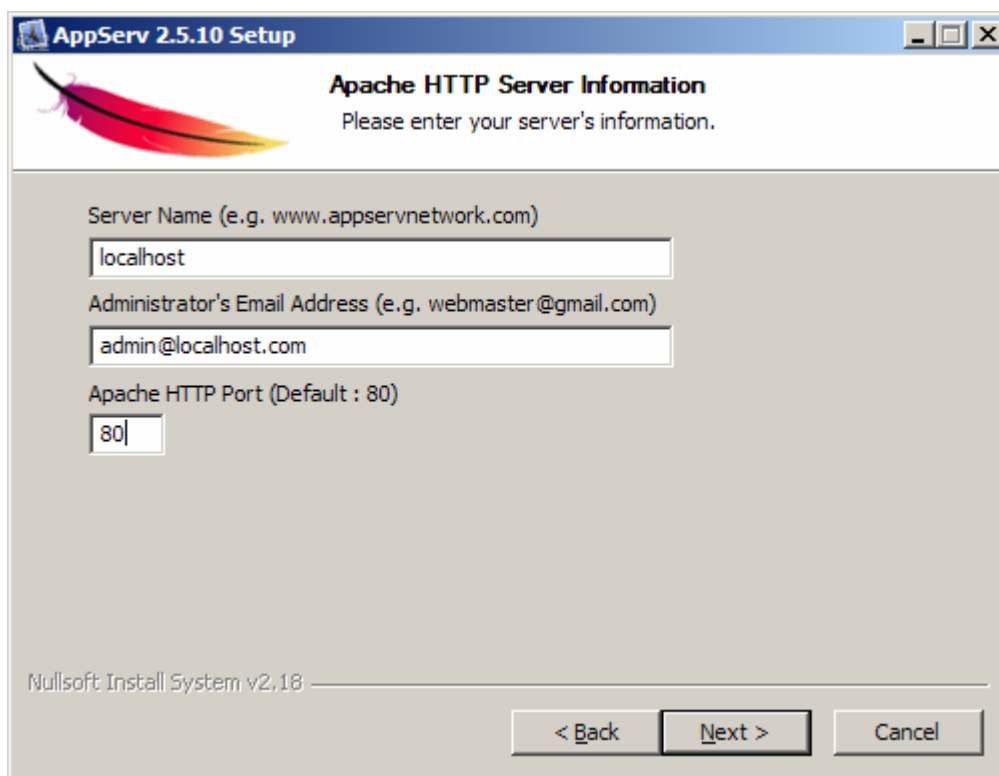 AppServ 2.5.10 Setup
Apache HTTP Server Information
Please enter your server's information.
Server Name (e.g. www.appservnetwork.com)
localhost
Administrator's Email Address (e.g. webmaster@gmail.com)
admin@localhost.com
Apache HTTP Port (Default : 80)
80
Nullsoft Install System v2.18
< Back Next > Cancel